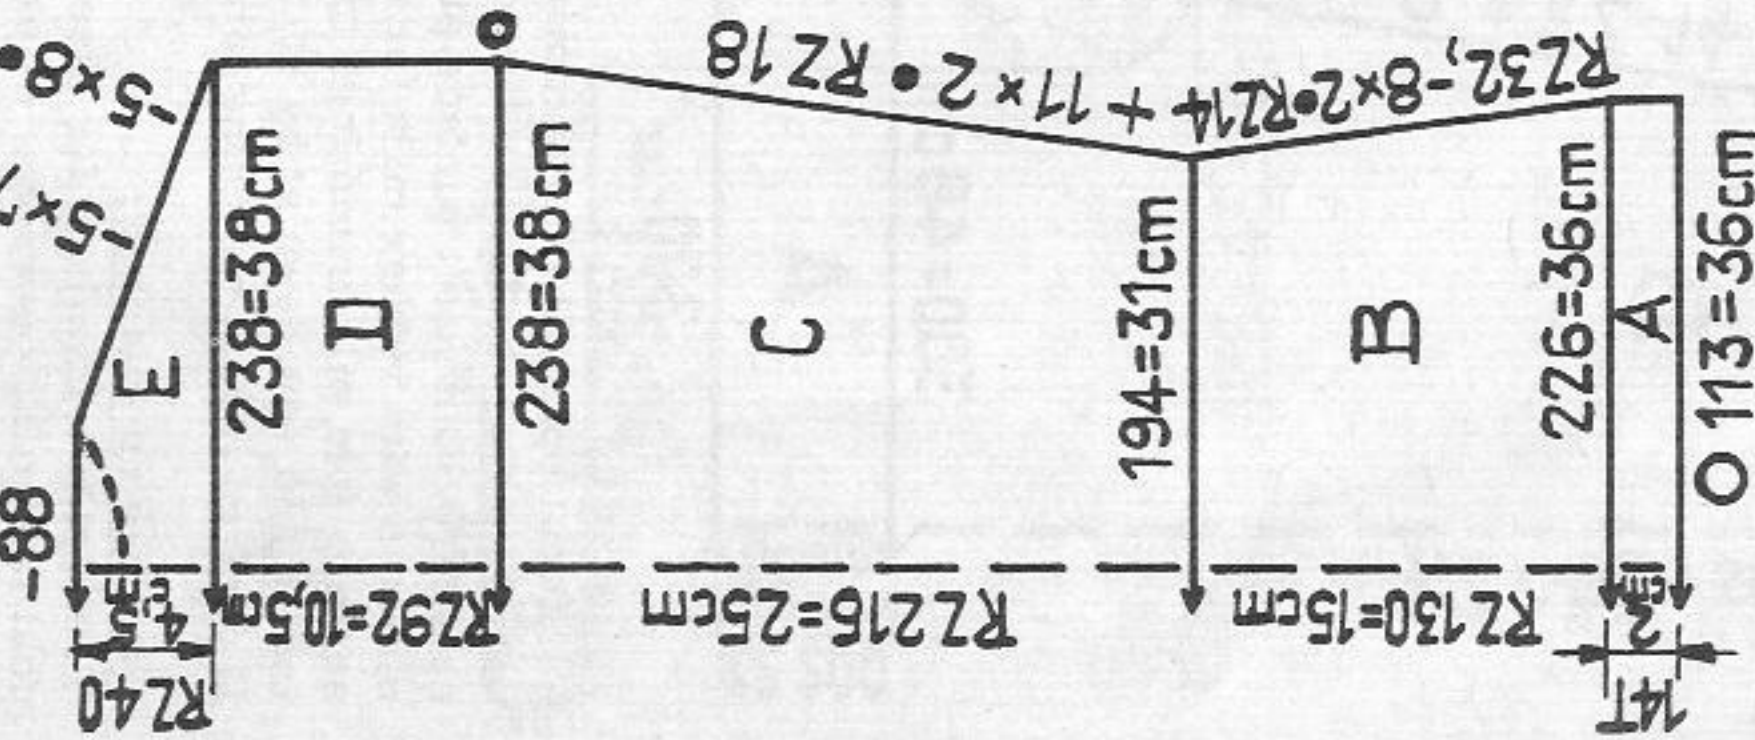 -5×8•
-5×
-88
E
238=38cm
D
238=38cm
C
+ 11×2•RZ18
RZ32,-8×2•RZ14
194=31cm
B
226=36cm
A
O 113=36cm
4,5cm
RZ40
RZ92=10,5cm
RZ216=25cm
RZ130=15cm
2cm
14T